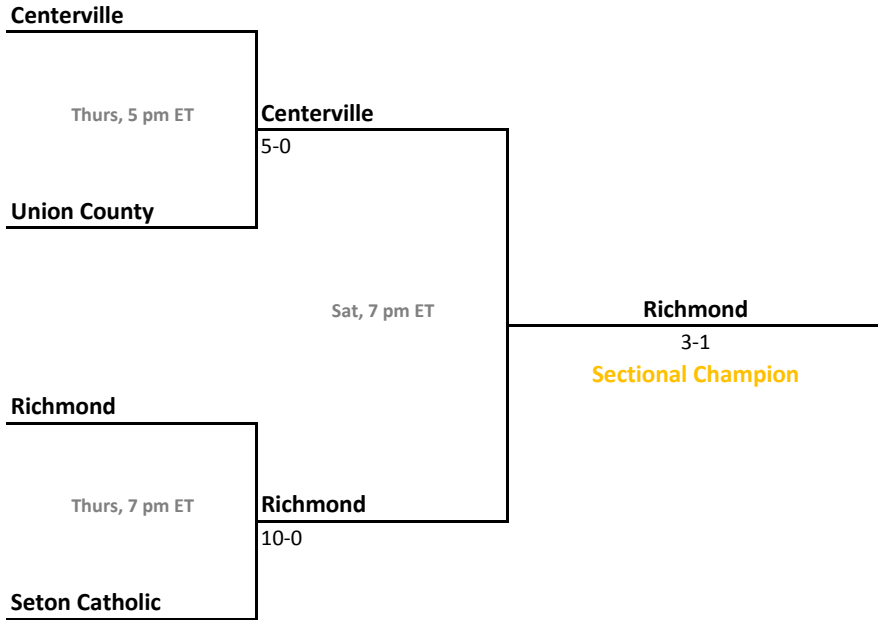 Centerville
Thurs, 5 pm ET
Centerville
5-0
Union County
Sat, 7 pm ET
Richmond
3-1
Sectional Champion
Richmond
Thurs, 7 pm ET
Richmond
10-0
Seton Catholic